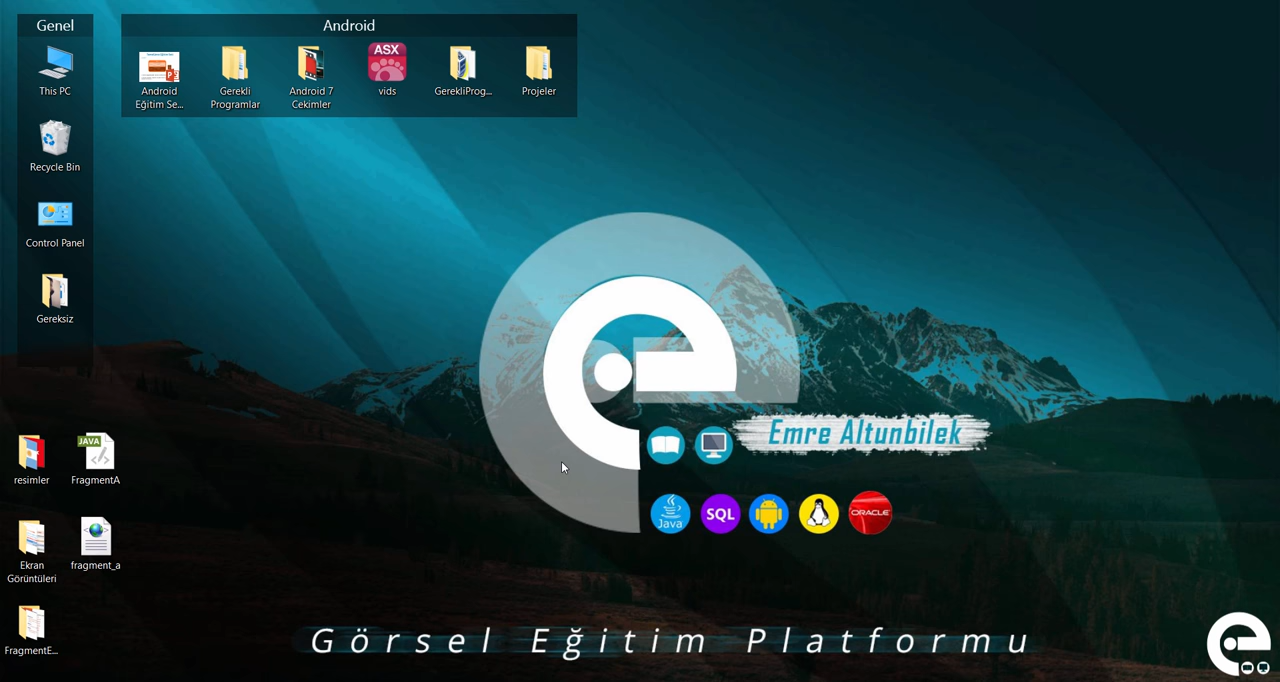 Genel
Android
This PC
Android
Eğitim Se...
Gerekli
Programlar
Android 7
Cekimler
ASX
vids
GerekliProg...
Projeler
Recycle Bin
Control Panel
Gereksiz
resimler
JAVA
FragmentA
Ekran
Görüntüleri
fragment_a
FragmentE...
Emre Altunbilek
Java
SQL
ORACLE
Görsel Eğitim Platformu